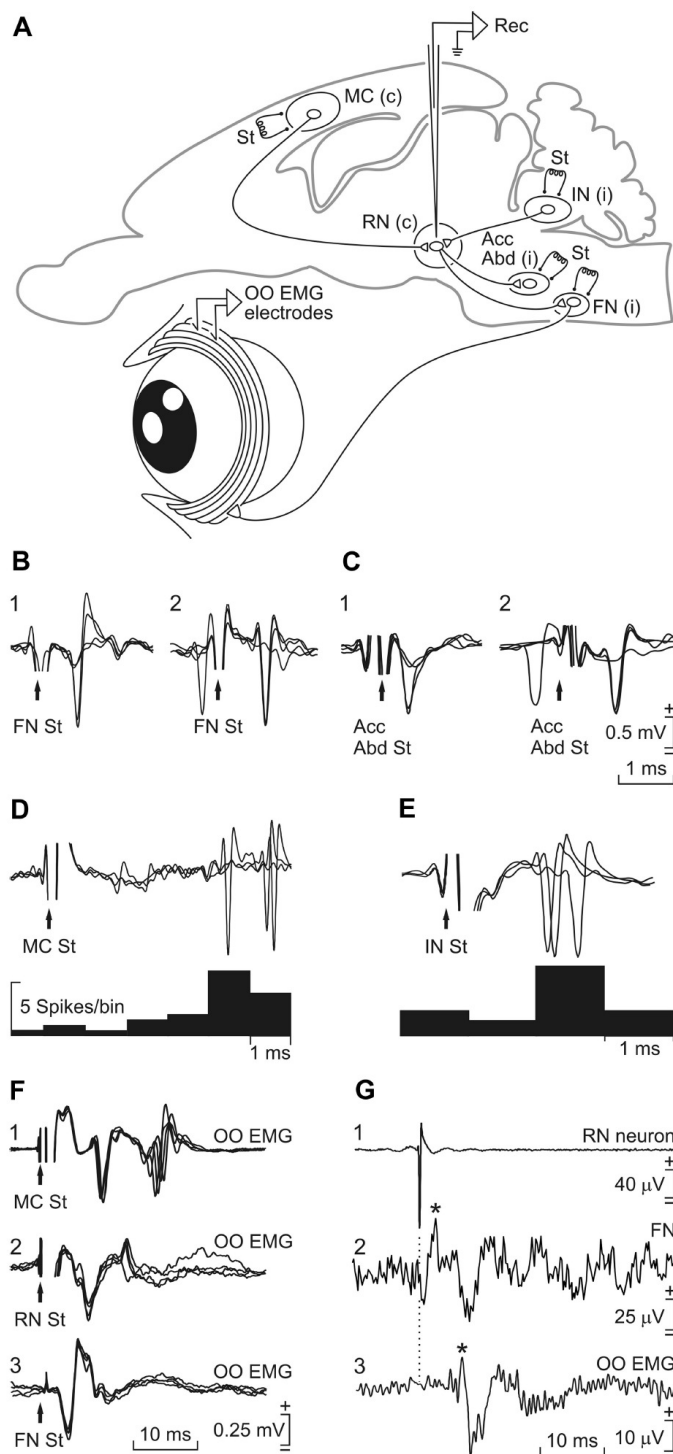 A
Rec
MC (c)
St
St
IN (i)
RN (c)
Acc
Abd (i)
St
FN (i)
OO EMG
electrodes
B
1
2
FN St
FN St
C
1
2
Acc
Abd St
Acc
Abd St
+
0.5 mV
=
1 ms
D
MC St
5 Spikes/bin
1 ms
E
IN St
1 ms
F
1
OO EMG
MC St
2
OO EMG
RN St
3
OO EMG
FN St
10 ms
+
0.25 mV
=
G
1
RN neuron
+
40 μV
=
*
2
FN
+
25 μV
=
*
3
OO EMG
+
10 ms
10 μV
=